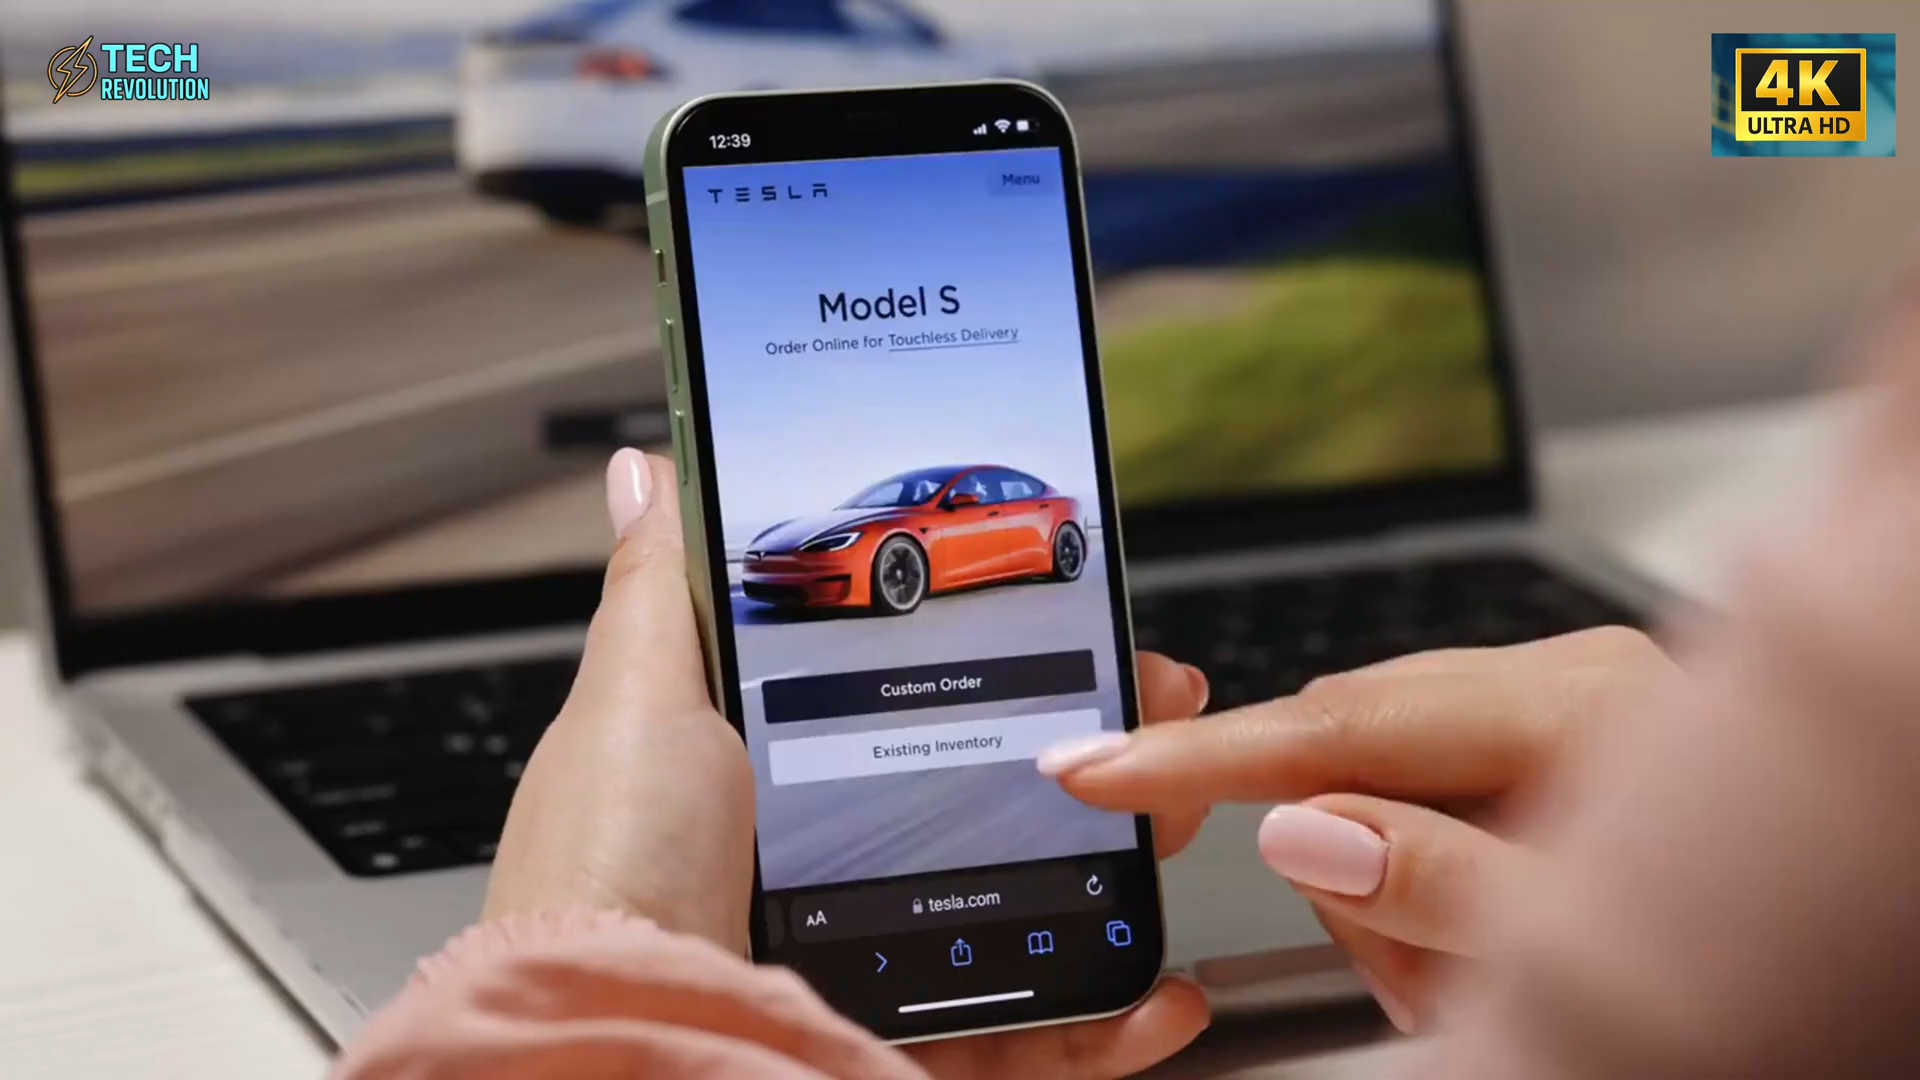 TECH
REVOLUTION
4K
ULTRA HD
12:39
TESLA
Menu
Model S
Order Online for Touchless Delivery
Custom Order
Existing Inventory
AA
tesla.com